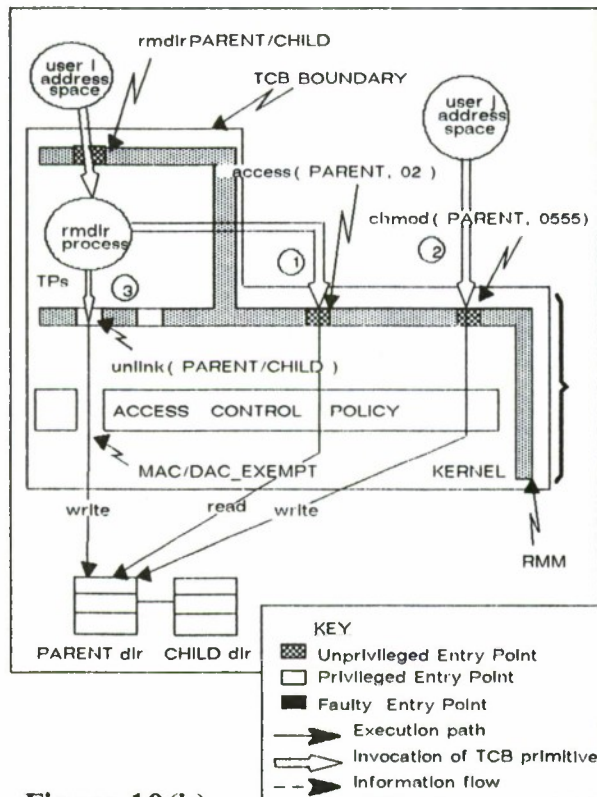 rmdir PARENT/CHILD
user i
address
space
TCB BOUNDARY
user j
address
space
access( PARENT, 02 )
chmod( PARENT, 0555)
rmdir
process
1
2
TPs
3
unlink( PARENT/CHILD )
ACCESS CONTROL POLICY
MAC/DAC_EXEMPT
KERNEL
write
read
write
RMM
PARENT dir
CHILD dir
KEY
Unprivileged Entry Point
Privileged Entry Point
Faulty Entry Point
Execution path
Invocation of TCB primitive
Information flow